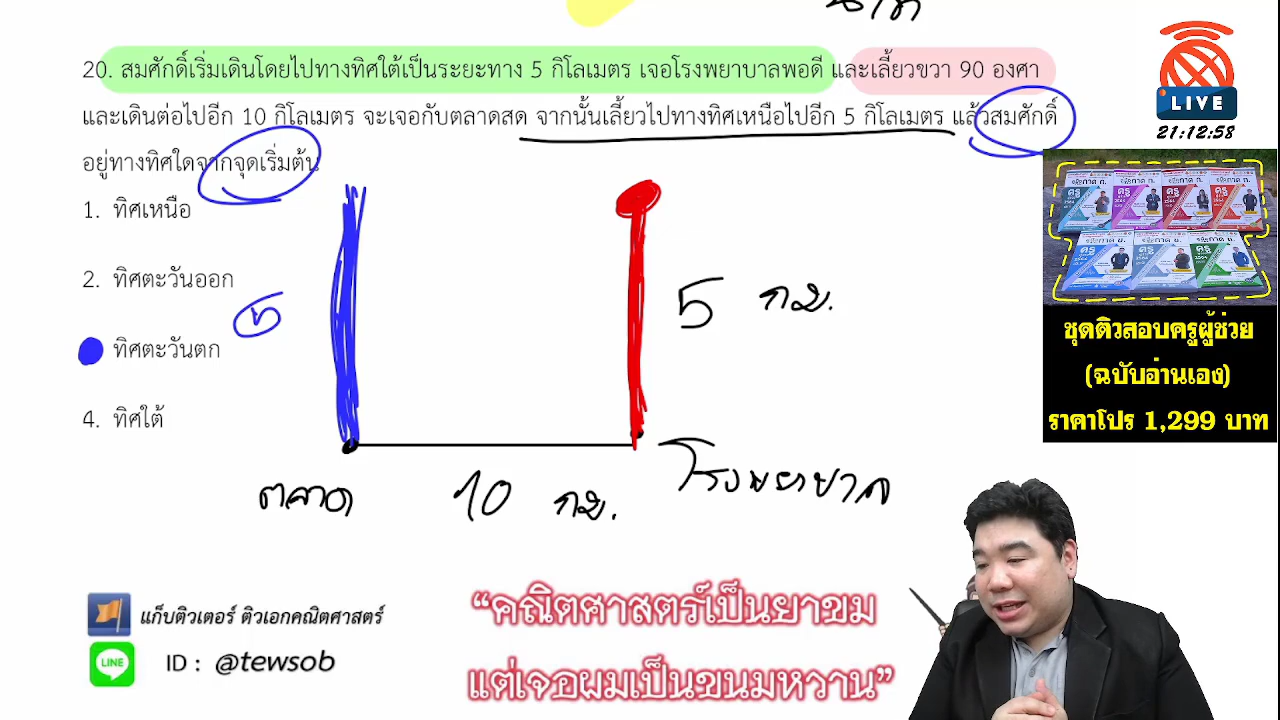 20. สมศักดิ์เริ่มเดินโดยไปทางทิศใต้เป็นระยะทาง 5 กิโลเมตร เจอโรงพยาบาลพอดี และเลี้ยวขวา 90 องศา
และเดินต่อไปอีก 10 กิโลเมตร จะเจอกับตลาดสด จากนั้นเลี้ยวไปทางทิศเหนือไปอีก 5 กิโลเมตร แล้วสมศักดิ์
อยู่ทางทิศใดจากจุดเริ่มต้น
1. ทิศเหนือ
2. ทิศตะวันออก
ทิศตะวันตก
4. ทิศใต้
5
5 กม.
ตลาด 10 กม. โรงพยาบาล
LIVE
21:12:58
ชุดติวสอบครูผู้ช่วย
(ฉบับอ่านเอง)
ราคาโปร 1,299 บาท
แก็บติวเตอร์ ติวเอกคณิตศาสตร์
LINE ID : @tewsob
“คณิตศาสตร์เป็นยาขม
แต่เจอผมเป็นขนมหวาน”